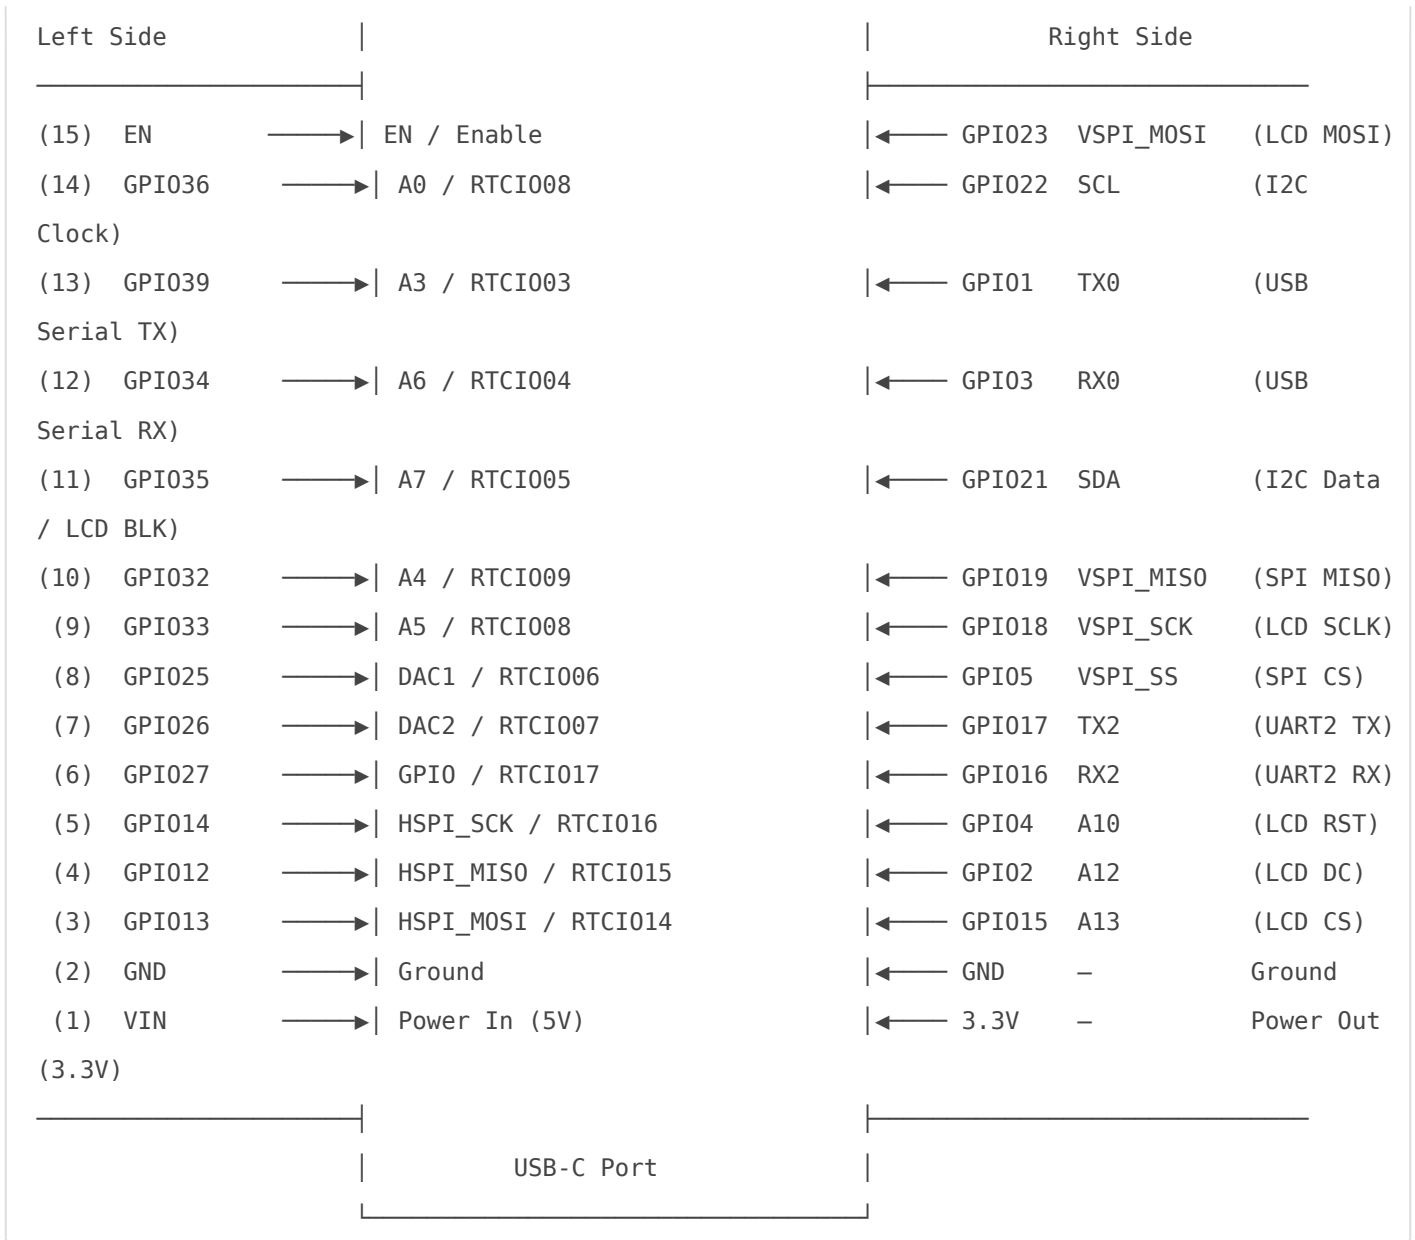 Left Side │ │ Right Side
(15) EN ─────▶│ EN / Enable │◀──── GPIO23 VSPI_MOSI (LCD MOSI)
(14) GPIO36 ─────▶│ A0 / RTCIO08 │◀──── GPIO22 SCL (I2C
Clock)
(13) GPIO39 ─────▶│ A3 / RTCIO03 │◀──── GPIO1 TX0 (USB
Serial TX)
(12) GPIO34 ─────▶│ A6 / RTCIO04 │◀──── GPIO3 RX0 (USB
Serial RX)
(11) GPIO35 ─────▶│ A7 / RTCIO05 │◀──── GPIO21 SDA (I2C Data
/ LCD BLK)
(10) GPIO32 ─────▶│ A4 / RTCIO09 │◀──── GPIO19 VSPI_MISO (SPI MISO)
(9) GPIO33 ─────▶│ A5 / RTCIO08 │◀──── GPIO18 VSPI_SCK (LCD SCLK)
(8) GPIO25 ─────▶│ DAC1 / RTCIO06 │◀──── GPIO5 VSPI_SS (SPI CS)
(7) GPIO26 ─────▶│ DAC2 / RTCIO07 │◀──── GPIO17 TX2 (UART2 TX)
(6) GPIO27 ─────▶│ GPIO / RTCIO17 │◀──── GPIO16 RX2 (UART2 RX)
(5) GPIO14 ─────▶│ HSPI_SCK / RTCIO16 │◀──── GPIO4 A10 (LCD RST)
(4) GPIO12 ─────▶│ HSPI_MISO / RTCIO15 │◀──── GPIO2 A12 (LCD DC)
(3) GPIO13 ─────▶│ HSPI_MOSI / RTCIO14 │◀──── GPIO15 A13 (LCD CS)
(2) GND ─────▶│ Ground │◀──── GND – Ground
(1) VIN ─────▶│ Power In (5V) │◀──── 3.3V – Power Out
(3.3V)
│ USB-C Port │